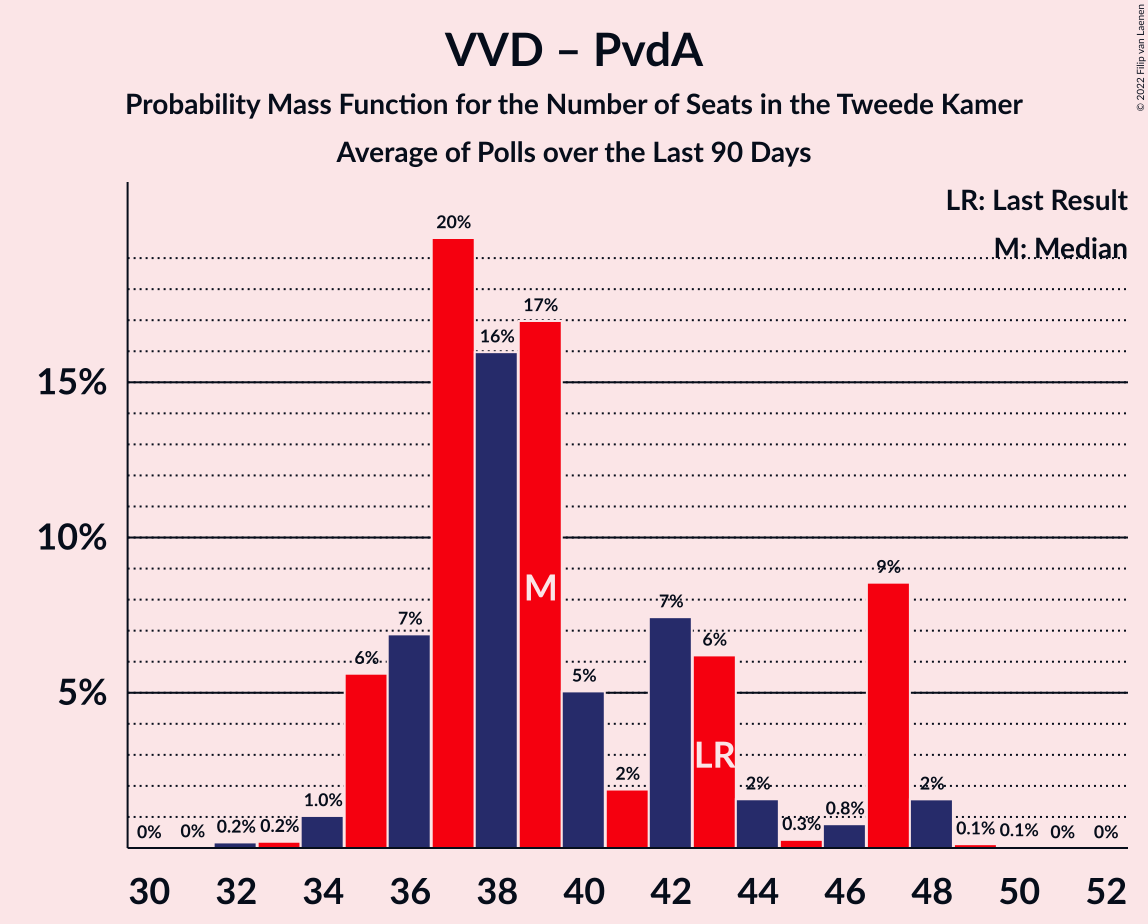 VVD – PvdA
Probability Mass Function for the Number of Seats in the Tweede Kamer
Average of Polls over the Last 90 Days
© 2022 Filip van Laenen
LR: Last Result
M: Median
15%
10%
5%
0%
0%
0.2%
0.2%
1.0%
6%
7%
20%
16%
17%
5%
2%
7%
6%
2%
0.3%
0.8%
9%
2%
0.1%
0.1%
0%
0%
M
LR
30 32 34 36 38 40 42 44 46 48 50 52